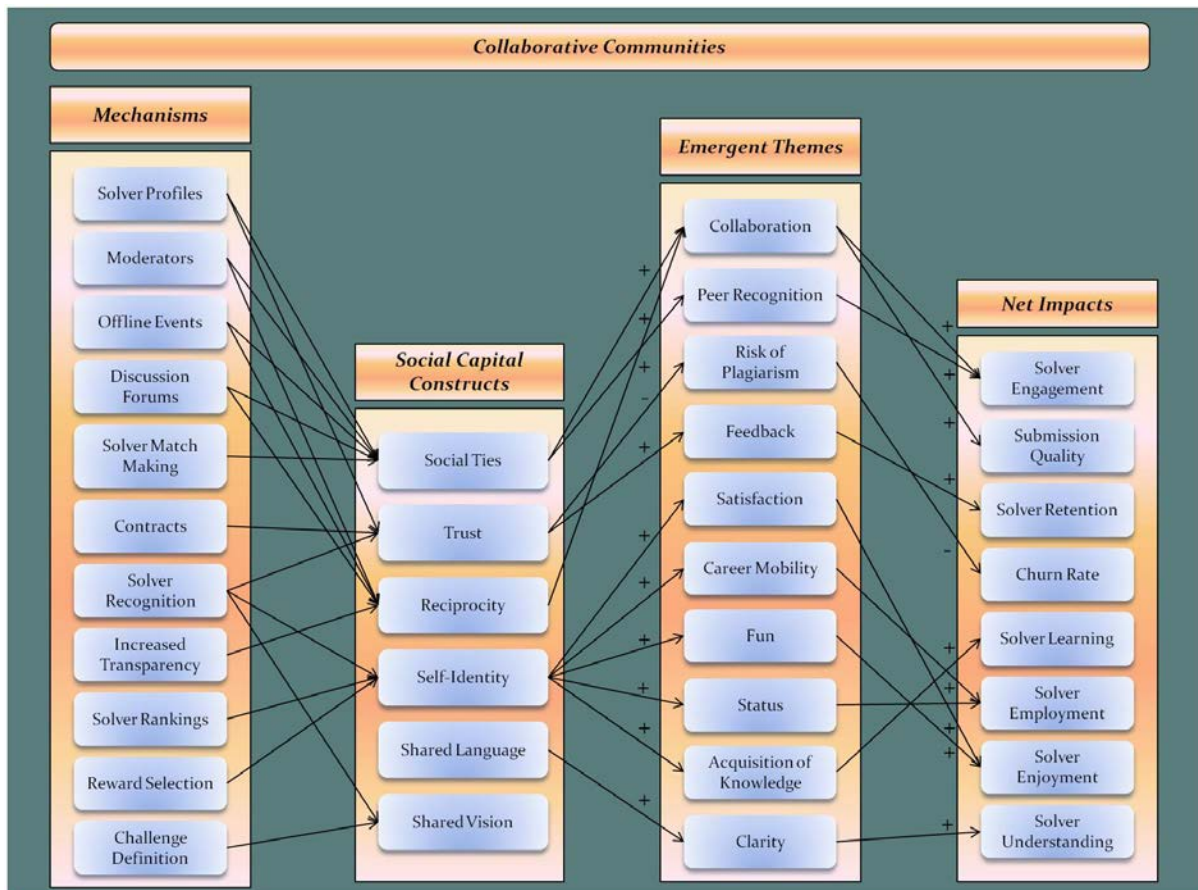 Collaborative Communities
Mechanisms
Solver Profiles
Moderators
Offline Events
Discussion
Forums
Solver Match
Making
Contracts
Solver
Recognition
Increased
Transparency
Solver Rankings
Reward Selection
Challenge
Definition
Social Capital
Constructs
Social Ties
Trust
Reciprocity
Self-Identity
Shared Language
Shared Vision
+
+
-
+
+
+
+
+
+
+
Emergent Themes
Collaboration
Peer Recognition
Risk of
Plagiarism
Feedback
Satisfaction
Career Mobility
Fun
Status
Acquisition of
Knowledge
Clarity
+
+
+
+
-
+
+
+
+
+
Net Impacts
Solver
Engagement
Submission
Quality
Solver Retention
Churn Rate
Solver Learning
Solver
Employment
Solver
Enjoyment
Solver
Understanding